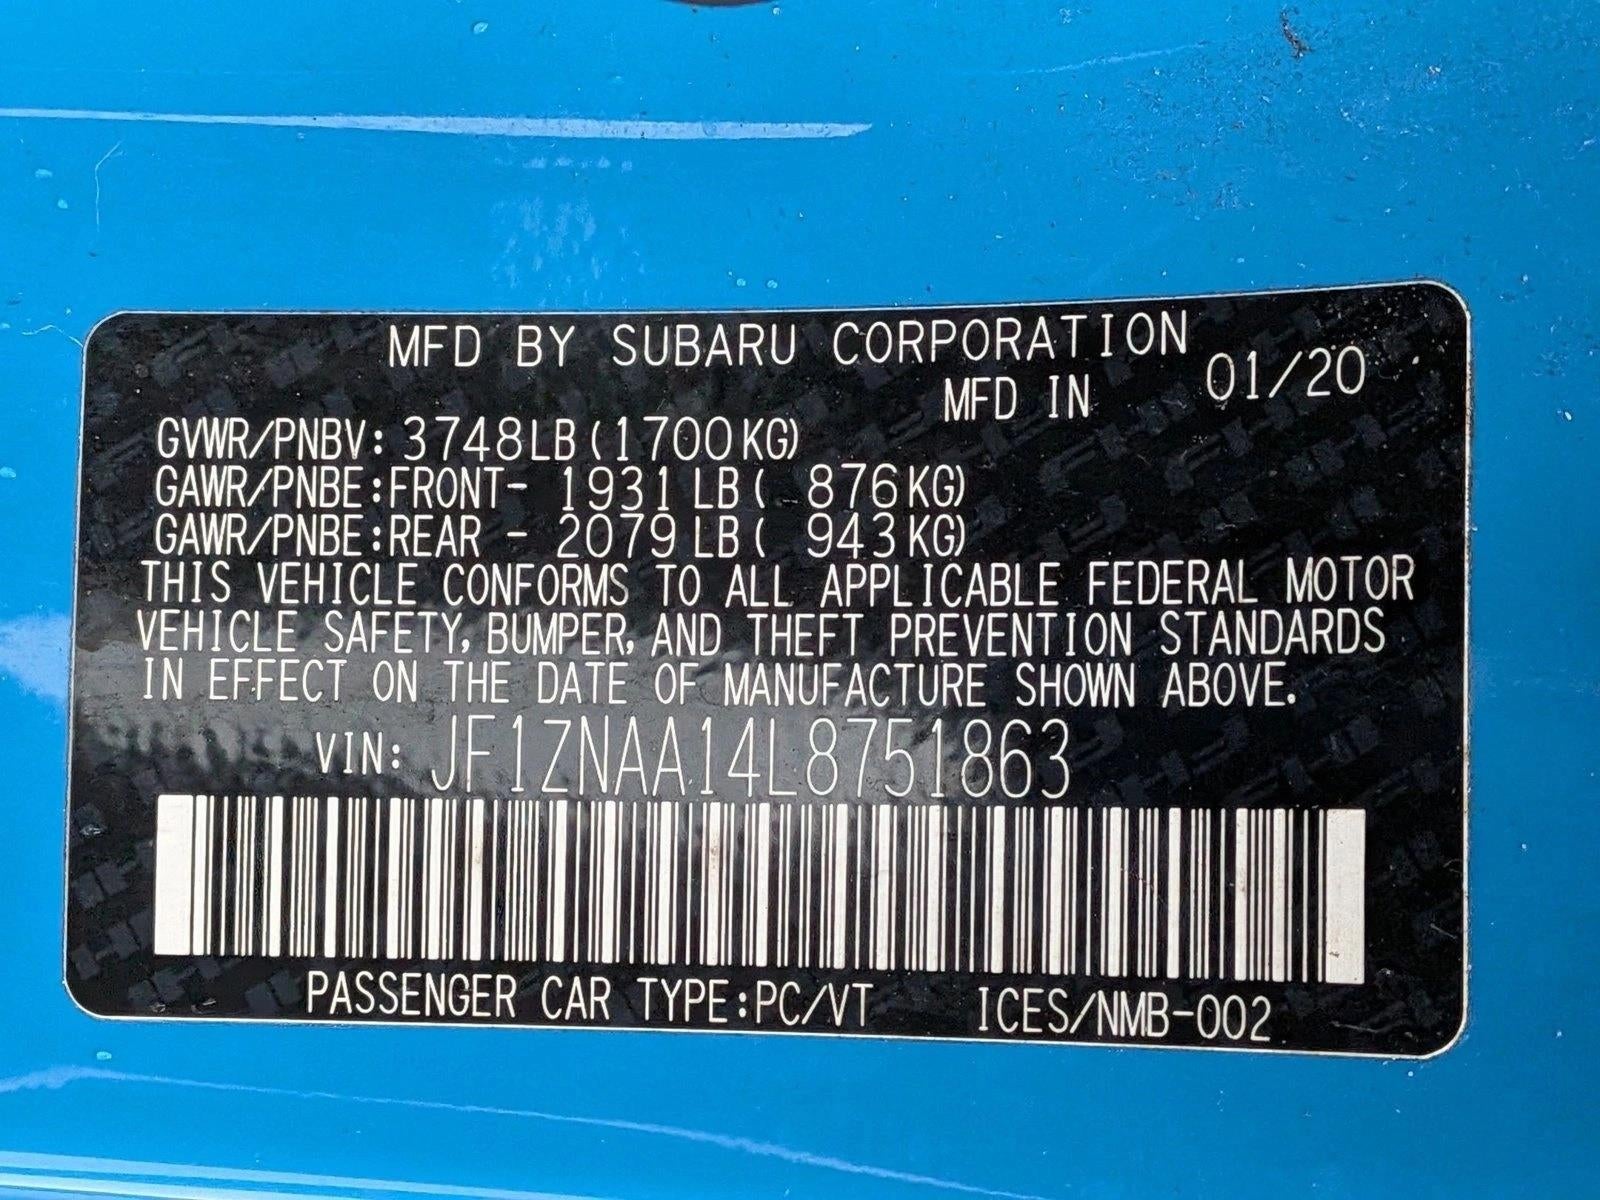 MFD BY SUBARU CORPORATION
MFD IN 01/20
GVWR/PNBV: 3748LB(1700KG)
GAWR/PNBE:FRONT- 1931LB( 876KG)
GAWR/PNBE:REAR - 2079LB( 943KG)
THIS VEHICLE CONFORMS TO ALL APPLICABLE FEDERAL MOTOR
VEHICLE SAFETY, BUMPER, AND THEFT PREVENTION STANDARDS
IN EFFECT ON THE DATE OF MANUFACTURE SHOWN ABOVE.
VIN: JF1ZNAA14L8751863
PASSENGER CAR TYPE:PC/VT ICES/NMB-002